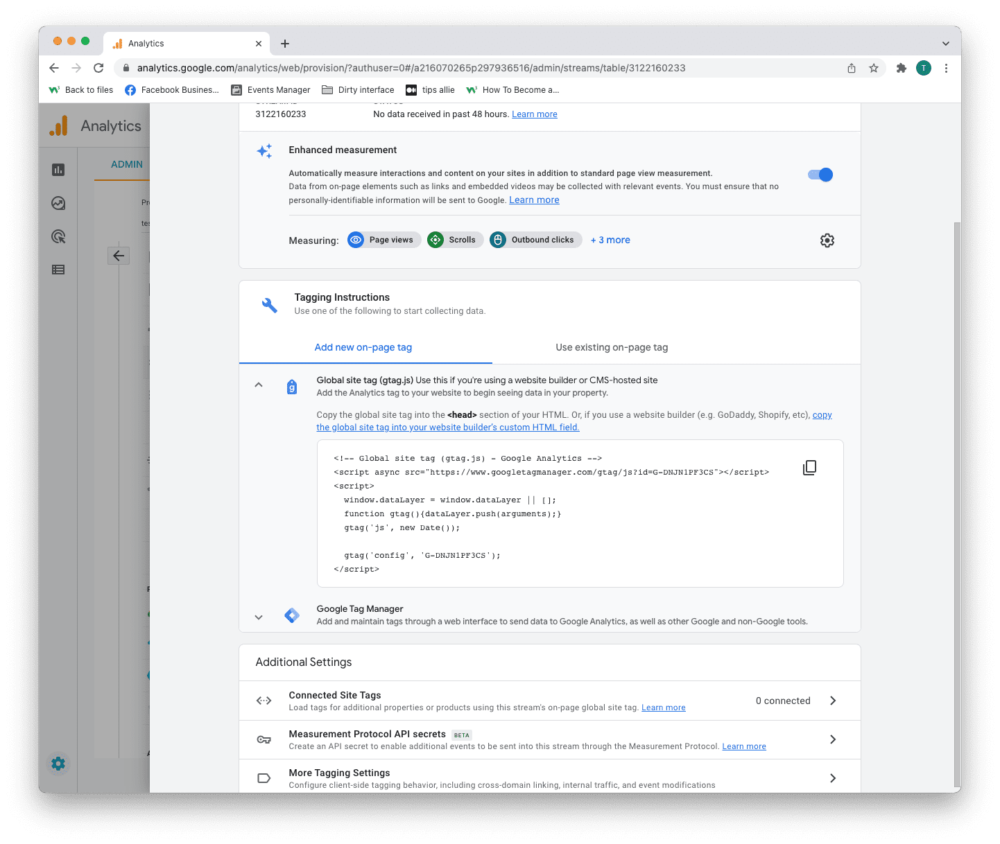 Analytics
analytics.google.com/analytics/web/provision/?authuser=0#/a216070265p297936516/admin/streams/table/3122160233
T
Back to files
Facebook Busines...
Events Manager
Dirty interface
tips allie
How To Become a...
Analytics
ADMIN
3122160233
No data received in past 48 hours. Learn more
Enhanced measurement
Automatically measure interactions and content on your sites in addition to standard page view measurement.
Data from on-page elements such as links and embedded videos may be collected with relevant events. You must ensure that no
personally-identifiable information will be sent to Google. Learn more
Measuring:
Page views
Scrolls
Outbound clicks
+ 3 more
Tagging Instructions
Use one of the following to start collecting data.
Add new on-page tag
Use existing on-page tag
Global site tag (gtag.js) Use this if you're using a website builder or CMS-hosted site
Add the Analytics tag to your website to begin seeing data in your property.
Copy the global site tag into the <head> section of your HTML. Or, if you use a website builder (e.g. GoDaddy, Shopify, etc), copy
the global site tag into your website builder's custom HTML field.
<!-- Global site tag (gtag.js) - Google Analytics -->
<script async src="https://www.googletagmanager.com/gtag/js?id=G-DNJN1PF3CS"></script>
<script>
window.dataLayer = window.dataLayer || [];
function gtag(){dataLayer.push(arguments);}
gtag('js', new Date());
gtag('config', 'G-DNJN1PF3CS');
</script>
g
Google Tag Manager
Add and maintain tags through a web interface to send data to Google Analytics, as well as other Google and non-Google tools.
Additional Settings
Connected Site Tags
Load tags for additional properties or products using this stream's on-page global site tag. Learn more
0 connected
Measurement Protocol API secrets BETA
Create an API secret to enable additional events to be sent into this stream through the Measurement Protocol. Learn more
More Tagging Settings
Configure client-side tagging behavior, including cross-domain linking, internal traffic, and event modifications